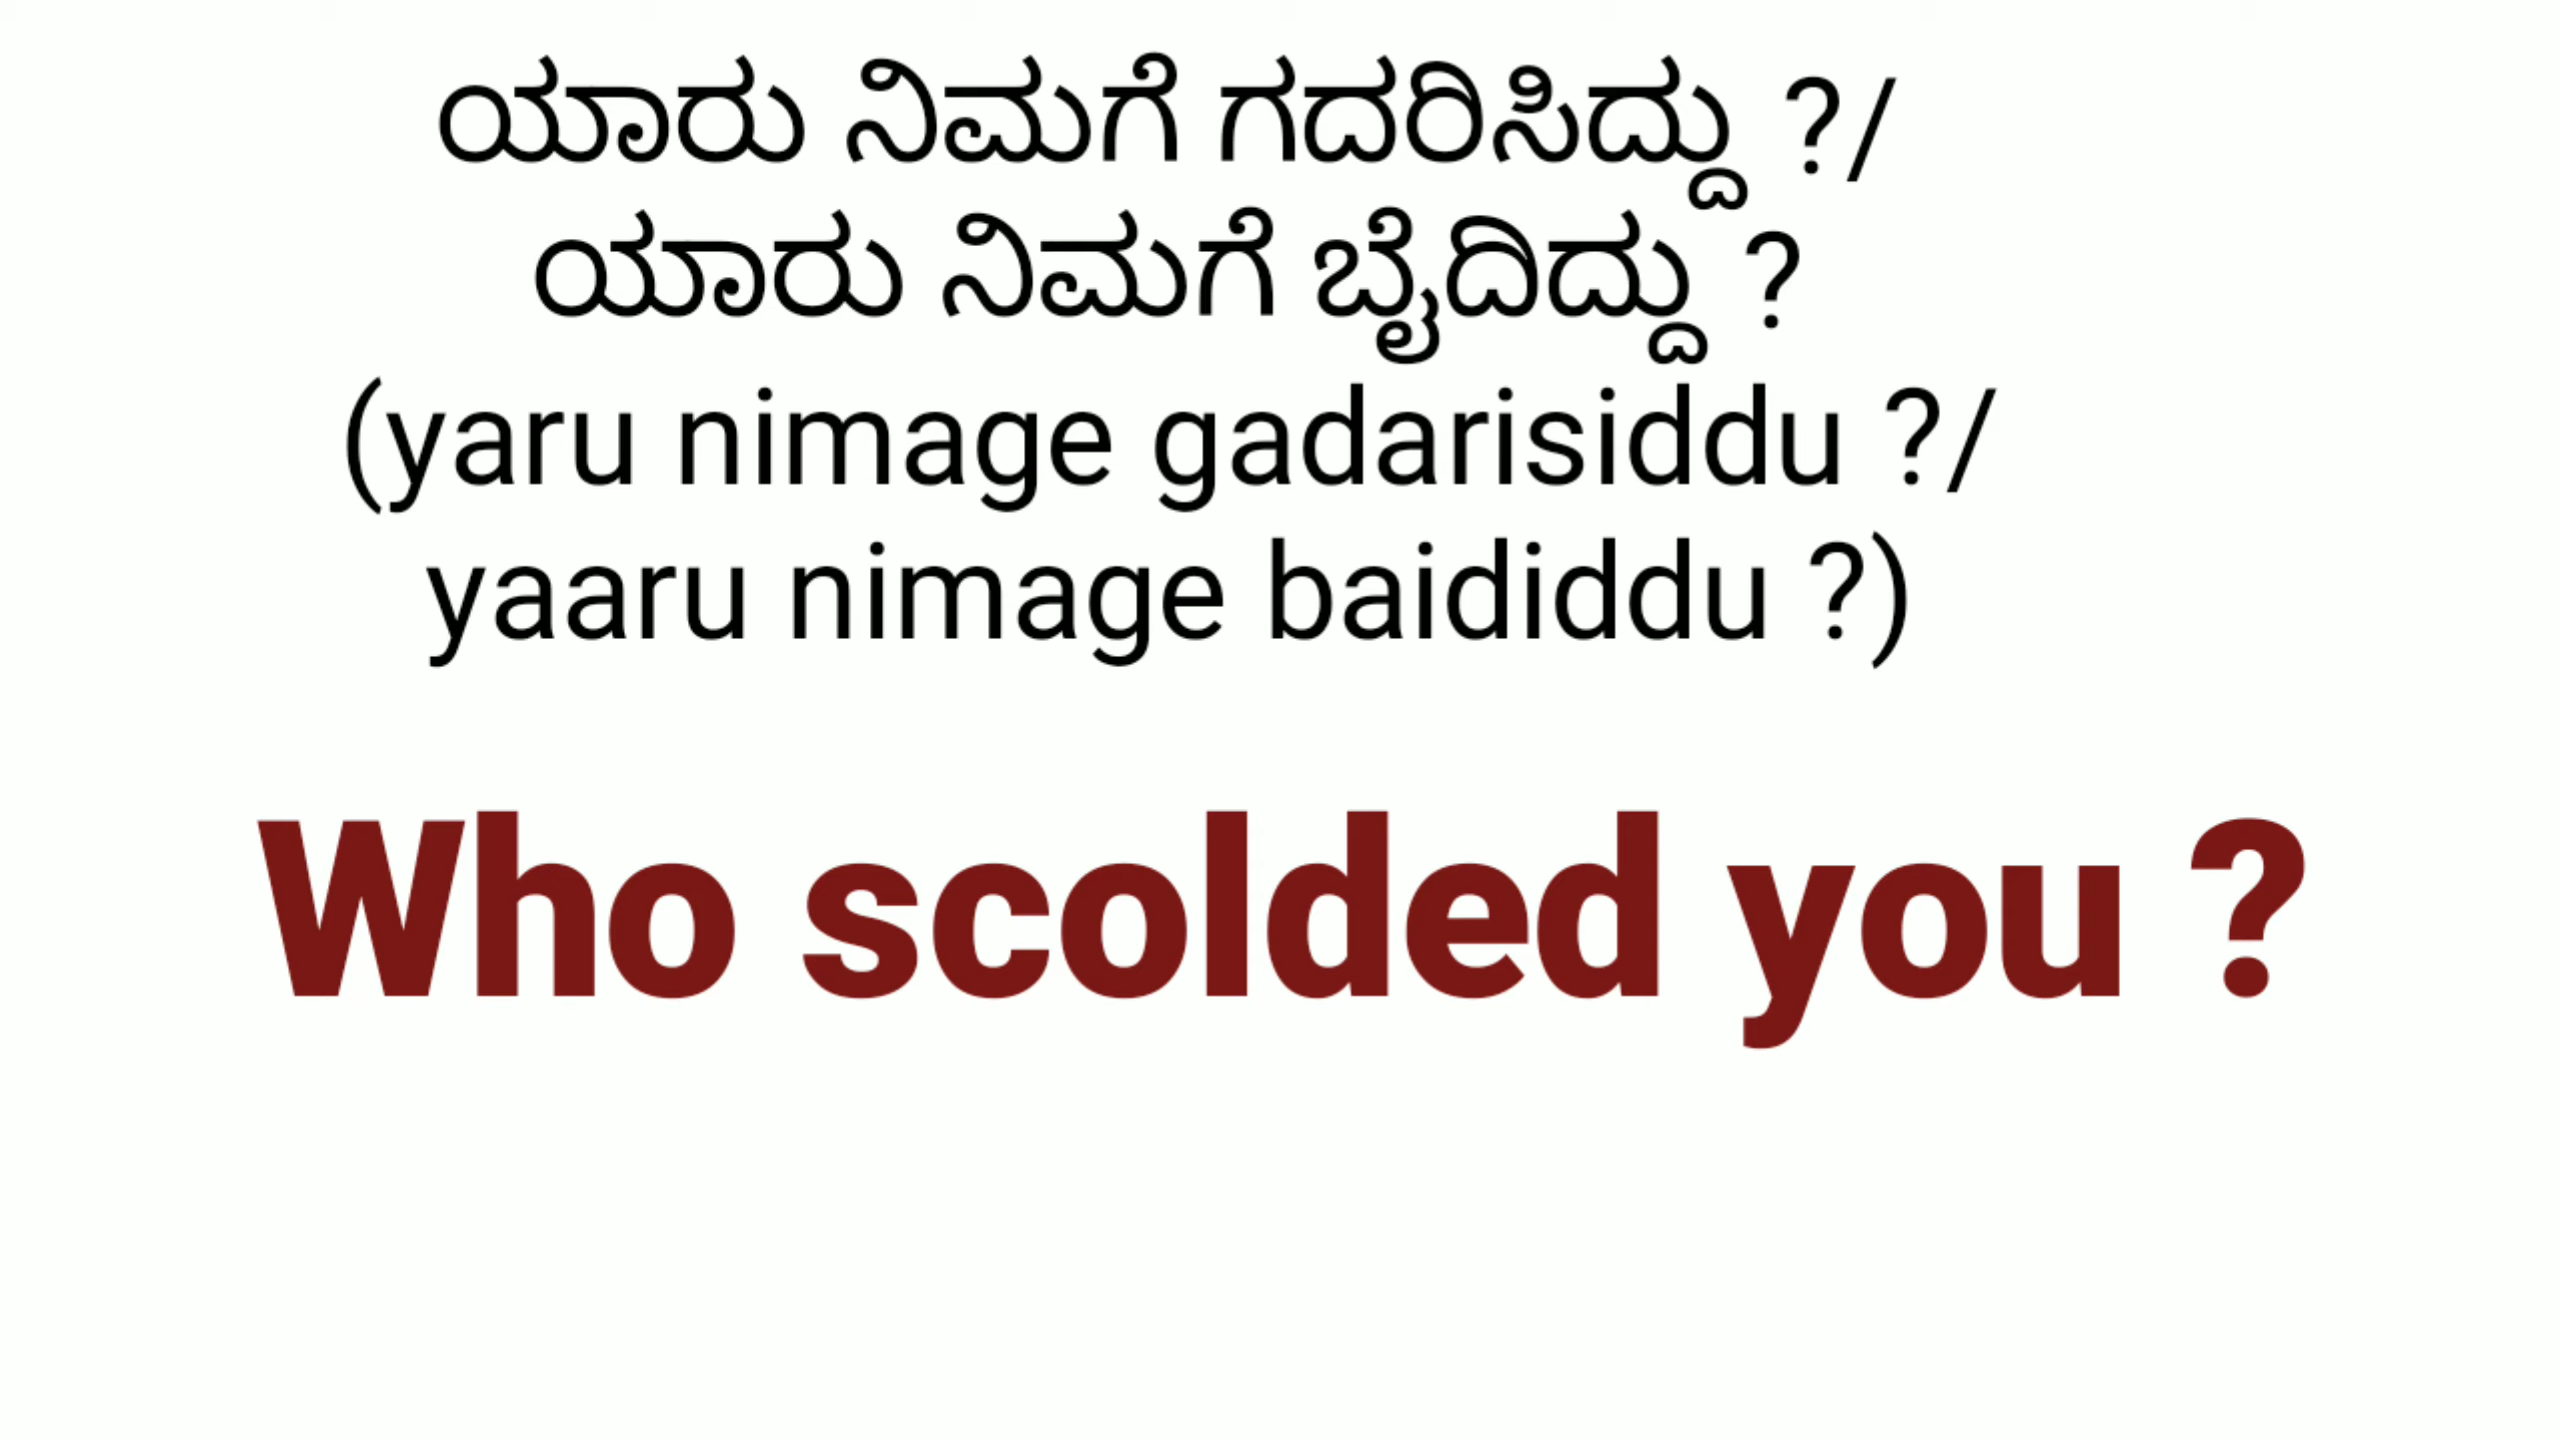 ಯಾರು ನಿಮಗೆ ಗದರಿಸಿದ್ದು ?/
ಯಾರು ನಿಮಗೆ ಬೈದಿದ್ದು ?
(yaru nimage gadarisiddu ?/
yaaru nimage baididdu ?)
Who scolded you ?